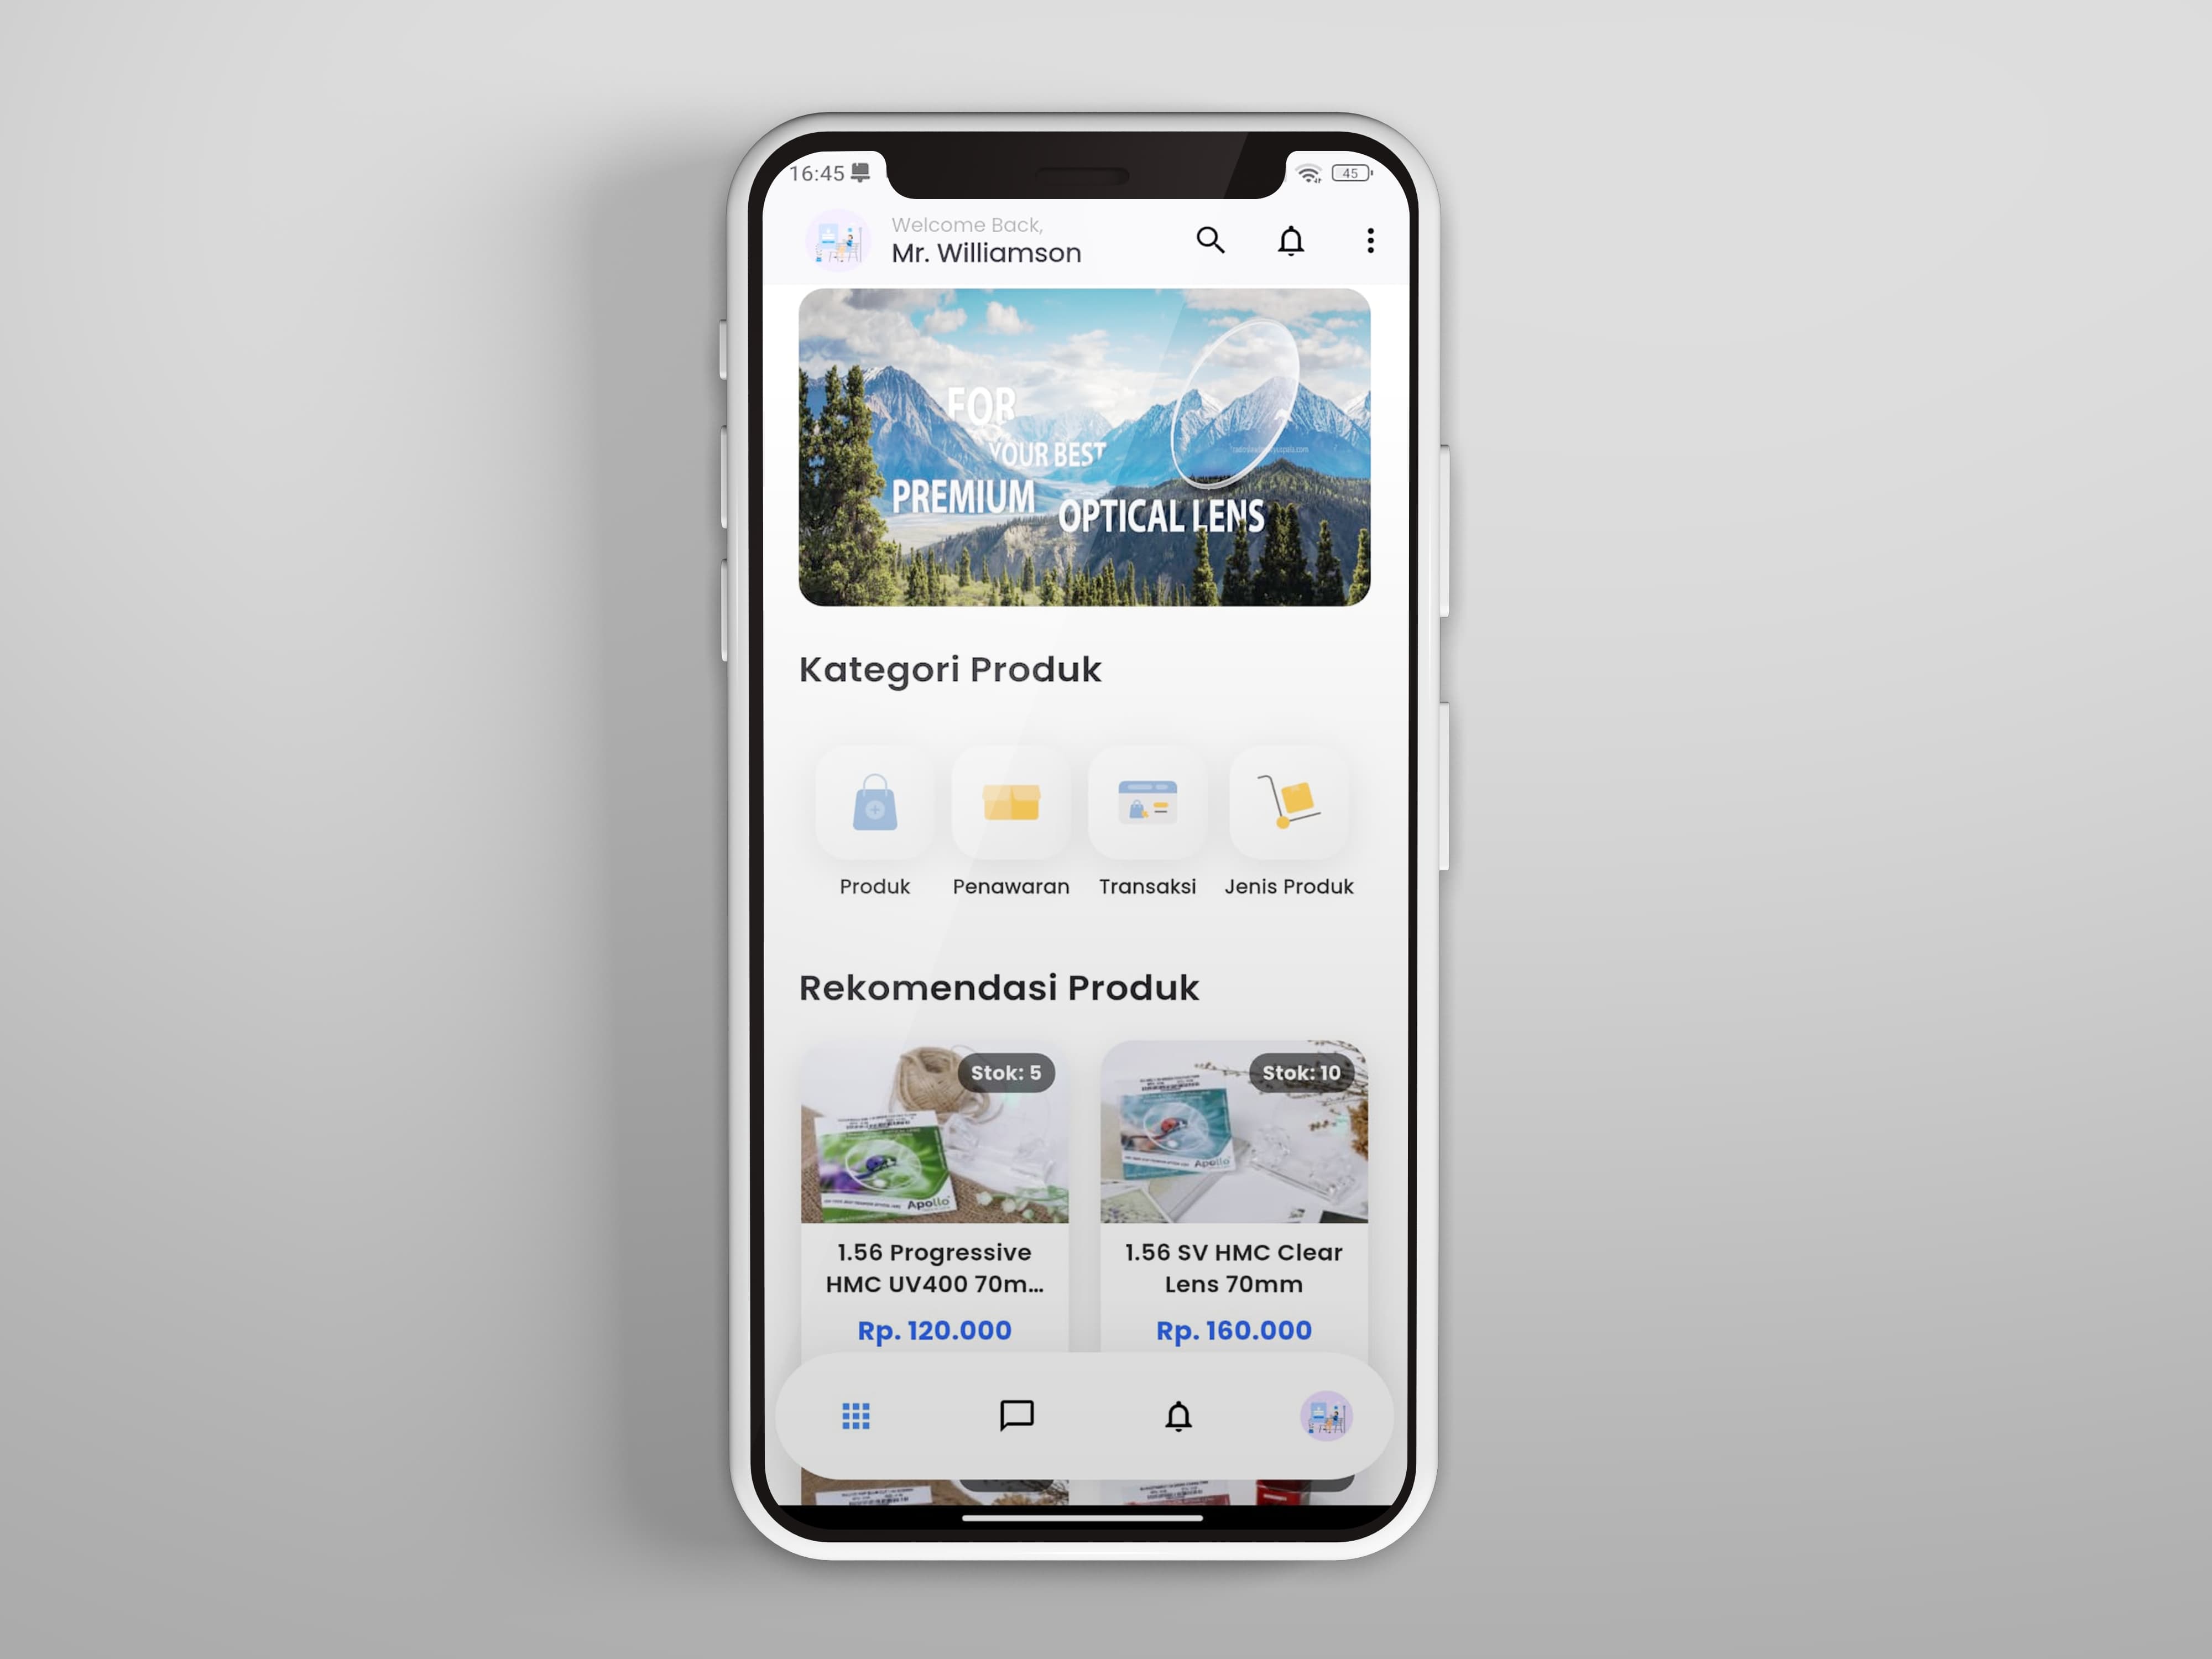 16:45
45
Welcome Back,
Mr. Williamson
FOR
YOUR BEST
PREMIUM
OPTICAL LENS
Kategori Produk
Produk
Penawaran
Transaksi
Jenis Produk
Rekomendasi Produk
Stok: 5
Stok: 10
Apollo
Apollo
1.56 Progressive
HMC UV400 70m...
1.56 SV HMC Clear
Lens 70mm
Rp. 120.000
Rp. 160.000